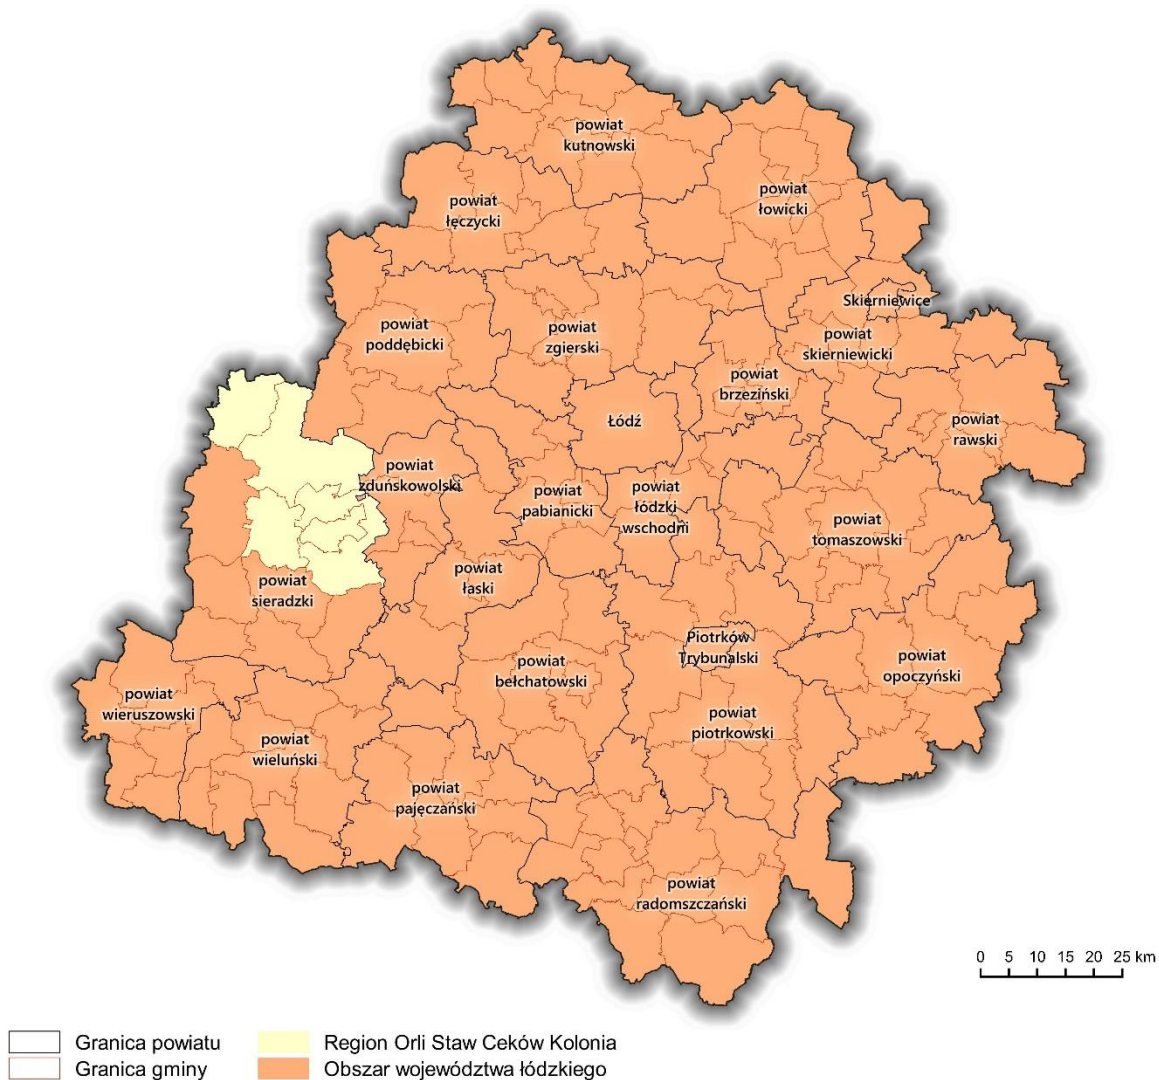 powiat
kutnowski
powiat
łęczycki
powiat
łowicki
Skierniewice
powiat
poddębicki
powiat
zgierski
powiat
skierniewicki
powiat
brzeziński
Łódź
powiat
rawski
powiat
zduńskowolski
powiat
pabianicki
powiat
łódzki
wschodni
powiat
tomaszowski
powiat
sieradzki
powiat
łaski
Piotrków
Trybunalski
powiat
opoczyński
powiat
bełchatowski
powiat
wieruszowski
powiat
piotrkowski
powiat
wieluński
powiat
pajęczański
powiat
radomszczański
0 5 10 15 20 25 km
Granica powiatu
Granica gminy
Region Orli Staw Ceków Kolonia
Obszar województwa łódzkiego